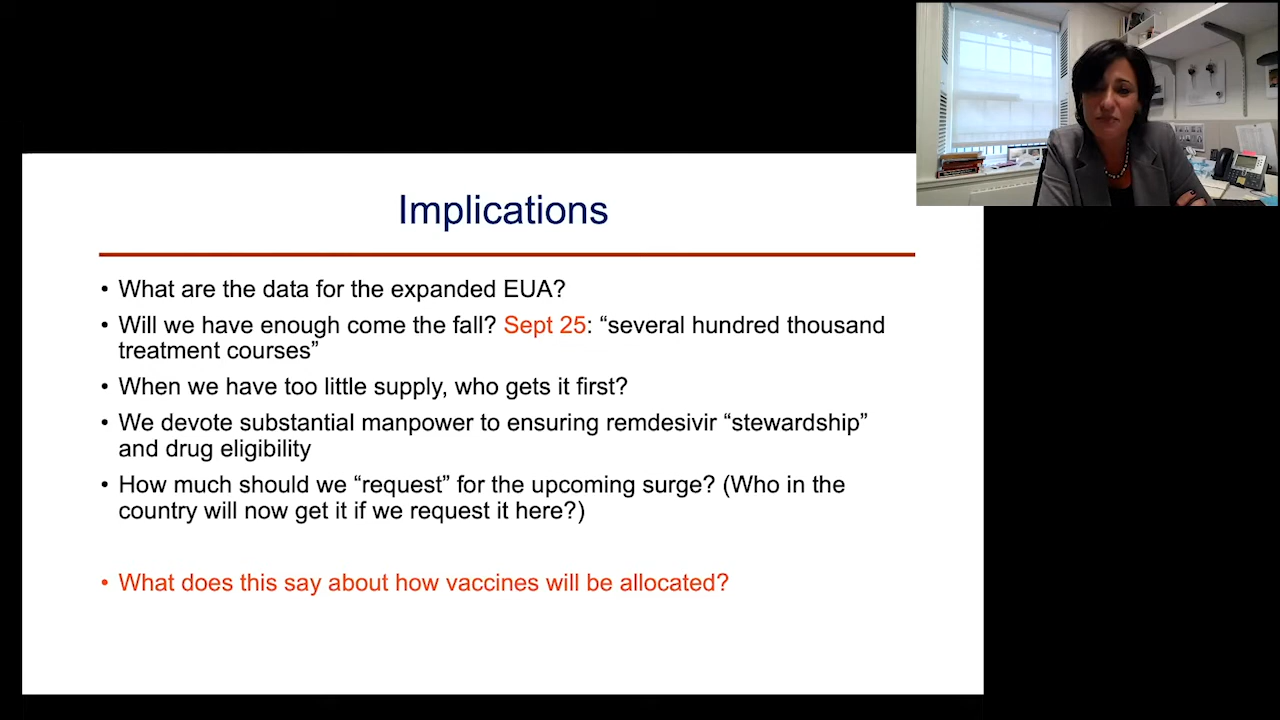 Implications
• What are the data for the expanded EUA?
• Will we have enough come the fall? Sept 25: “several hundred thousand
treatment courses”
• When we have too little supply, who gets it first?
• We devote substantial manpower to ensuring remdesivir “stewardship”
and drug eligibility
• How much should we “request” for the upcoming surge? (Who in the
country will now get it if we request it here?)
• What does this say about how vaccines will be allocated?